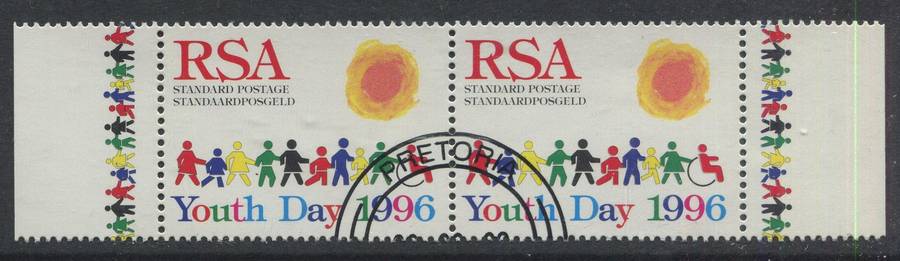 RSA
STANDARD POSTAGE
STANDAARDPOSGELD
Youth Day 1996
RSA
STANDARD POSTAGE
STANDAARDPOSGELD
Youth Day 1996
PRETORIA